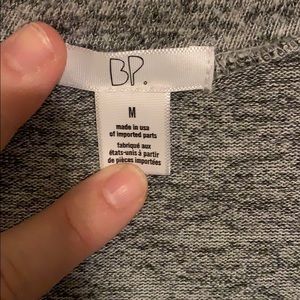 BP.
M
made in usa
of imported parts
fabriqué aux
états-unis à partir
de pièces importées